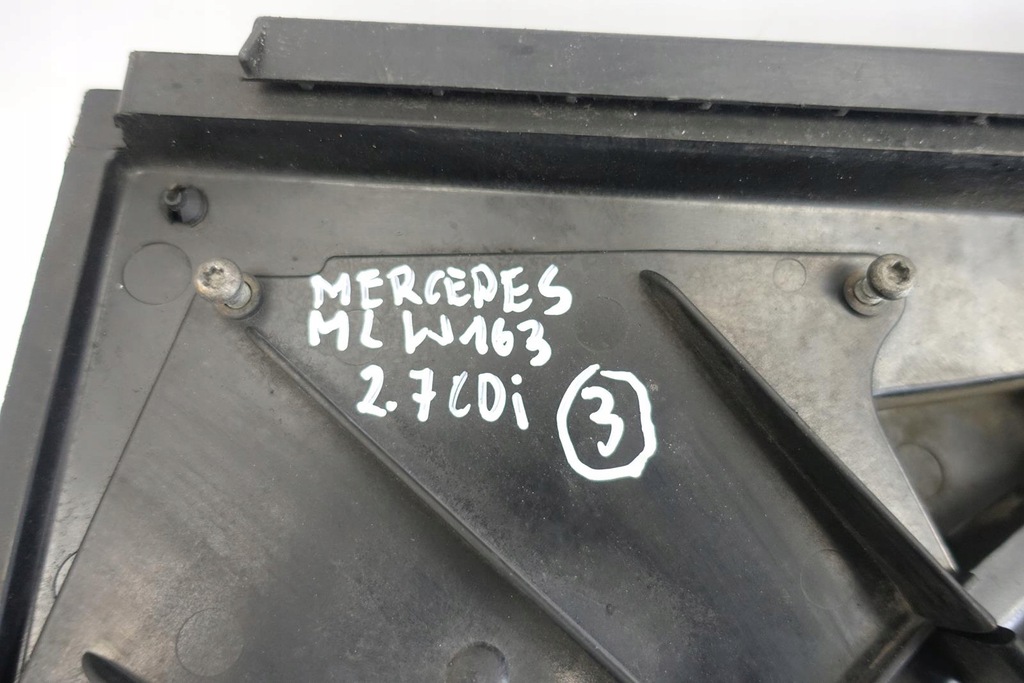 MERCEDES
ML W163
2.7CDi 3